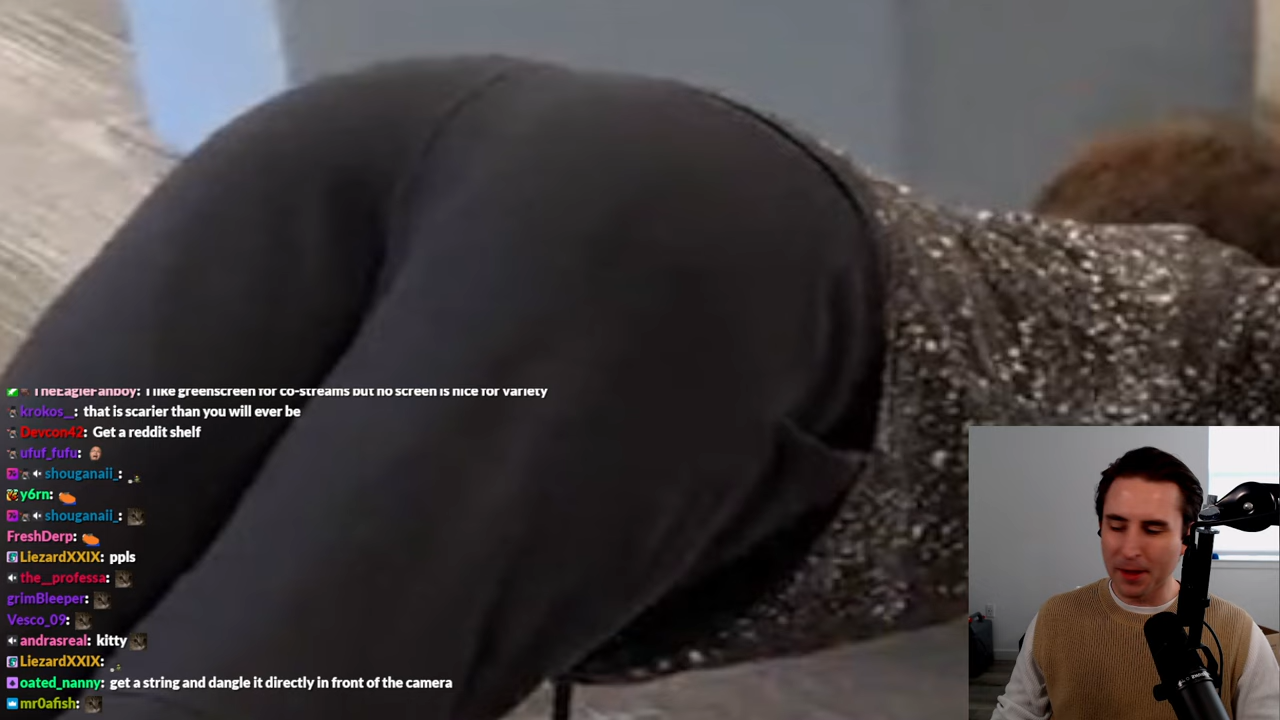 TheEagleFanboy: I like greenscreen for co-streams but no screen is nice for variety
krokos_: that is scarier than you will ever be
Devcon42: Get a reddit shelf
ufuf_fufu:
shouganaii_:
y6rn:
shouganaii_:
FreshDerp:
LiezardXXIX: ppls
the__professa:
grimBleeper:
Vesco_09:
andrasreal: kitty
LiezardXXIX:
oated_nanny: get a string and dangle it directly in front of the camera
mr0afish: